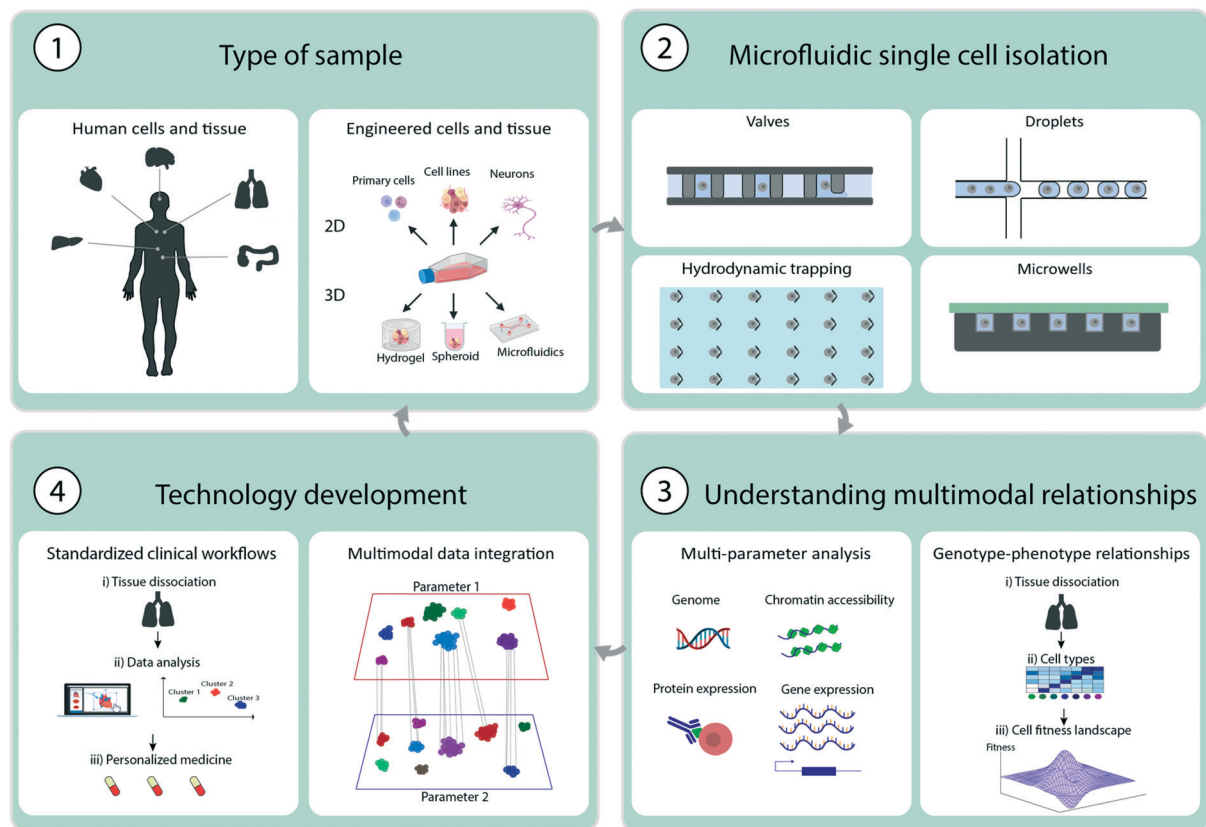 1
Type of sample
Human cells and tissue
Engineered cells and tissue
Primary cells
Cell lines
Neurons
2D
3D
Hydrogel
Spheroid
Microfluidics
2
Microfluidic single cell isolation
Valves
Droplets
Hydrodynamic trapping
Microwells
4
Technology development
Standardized clinical workflows
i) Tissue dissociation
ii) Data analysis
Cluster 1
Cluster 2
Cluster 3
iii) Personalized medicine
Multimodal data integration
Parameter 1
Parameter 2
3
Understanding multimodal relationships
Multi-parameter analysis
Genome
Chromatin accessibility
Protein expression
Gene expression
Genotype-phenotype relationships
i) Tissue dissociation
ii) Cell types
iii) Cell fitness landscape
Fitness